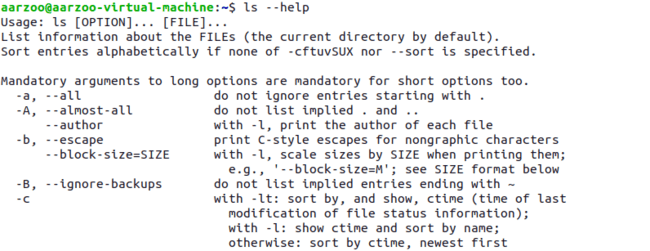 aarzoo@aarzoo-virtual-machine:~$ ls --help
Usage: ls [OPTION]... [FILE]...
List information about the FILEs (the current directory by default).
Sort entries alphabetically if none of -cftuvSUX nor --sort is specified.

Mandatory arguments to long options are mandatory for short options too.
  -a, --all                  do not ignore entries starting with .
  -A, --almost-all           do not list implied . and ..
      --author               with -l, print the author of each file
  -b, --escape               print C-style escapes for nongraphic characters
      --block-size=SIZE      with -l, scale sizes by SIZE when printing them;
                               e.g., '--block-size=M'; see SIZE format below
  -B, --ignore-backups       do not list implied entries ending with ~
  -c                         with -lt: sort by, and show, ctime (time of last
                               modification of file status information);
                               with -l: show ctime and sort by name;
                               otherwise: sort by ctime, newest first